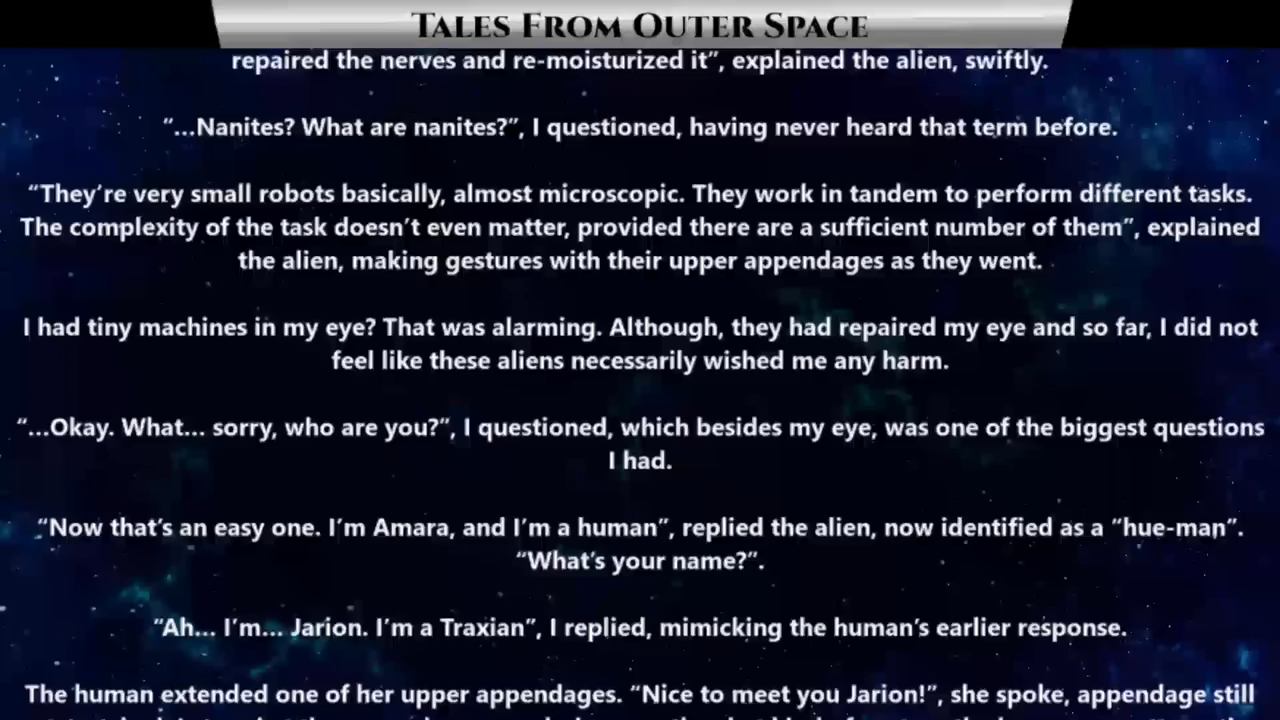 Tales From Outer Space
repaired the nerves and re-moisturized it”, explained the alien, swiftly.
“...Nanites? What are nanites?”, I questioned, having never heard that term before.
“They’re very small robots basically, almost microscopic. They work in tandem to perform different tasks.
The complexity of the task doesn’t even matter, provided there are a sufficient number of them”, explained
the alien, making gestures with their upper appendages as they went.
I had tiny machines in my eye? That was alarming. Although, they had repaired my eye and so far, I did not
feel like these aliens necessarily wished me any harm.
“...Okay. What... sorry, who are you?”, I questioned, which besides my eye, was one of the biggest questions
I had.
“Now that’s an easy one. I’m Amara, and I’m a human”, replied the alien, now identified as a “hue-man”.
“What’s your name?”.
“Ah... I’m... Jarion. I’m a Traxian”, I replied, mimicking the human’s earlier response.
The human extended one of her upper appendages. “Nice to meet you Jarion!”, she spoke, appendage still